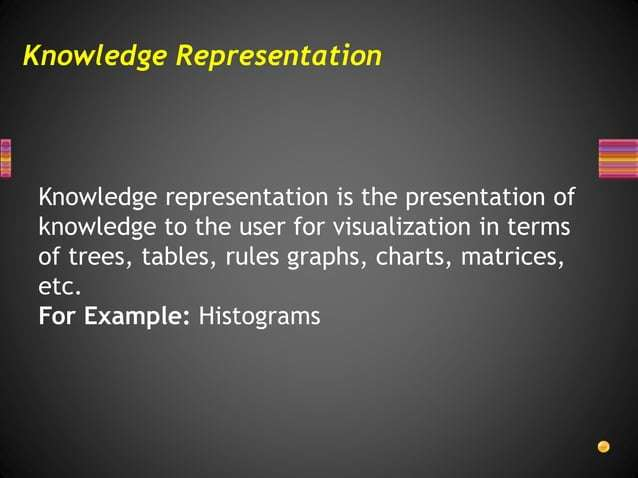 Knowledge Representation
Knowledge representation is the presentation of
knowledge to the user for visualization in terms
of trees, tables, rules graphs, charts, matrices,
etc.
For Example: Histograms